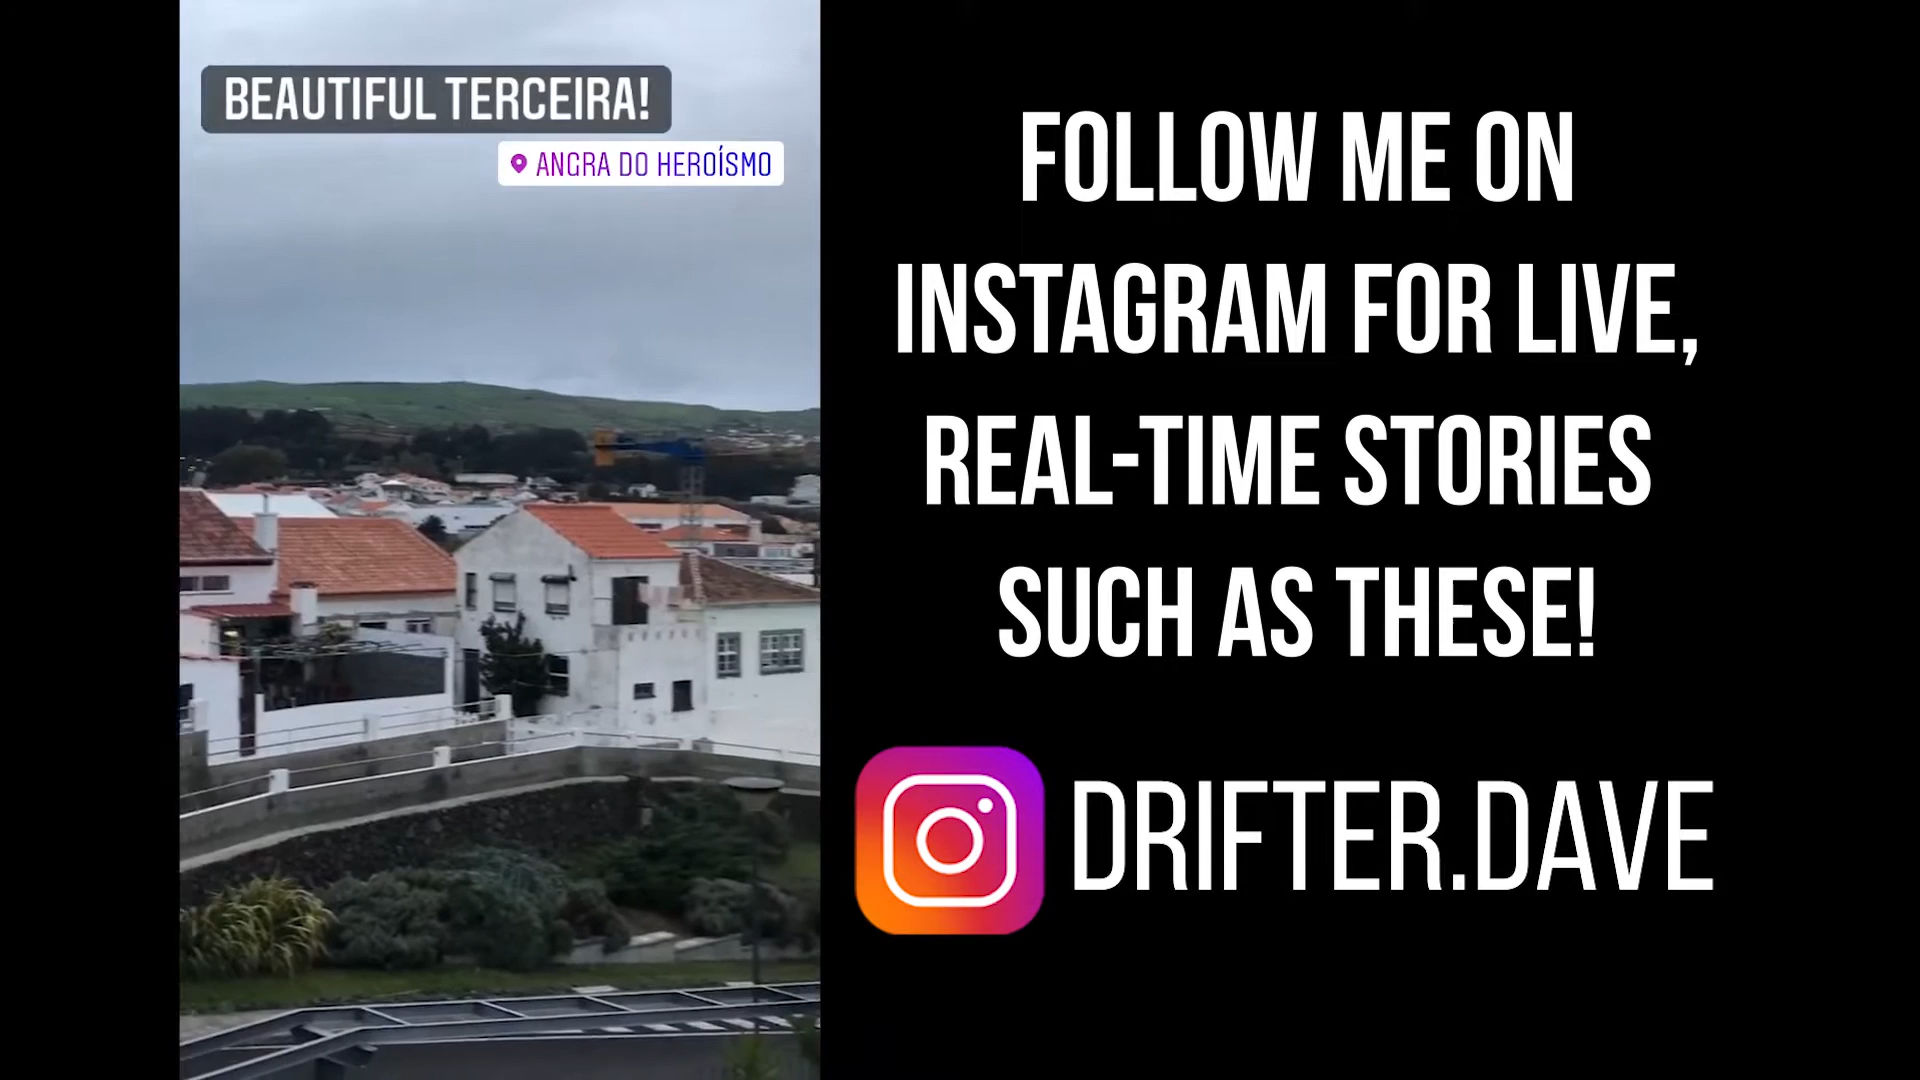 BEAUTIFUL TERCEIRA!
ANGRA DO HEROÍSMO
FOLLOW ME ON
INSTAGRAM FOR LIVE,
REAL-TIME STORIES
SUCH AS THESE!
DRIFTER.DAVE